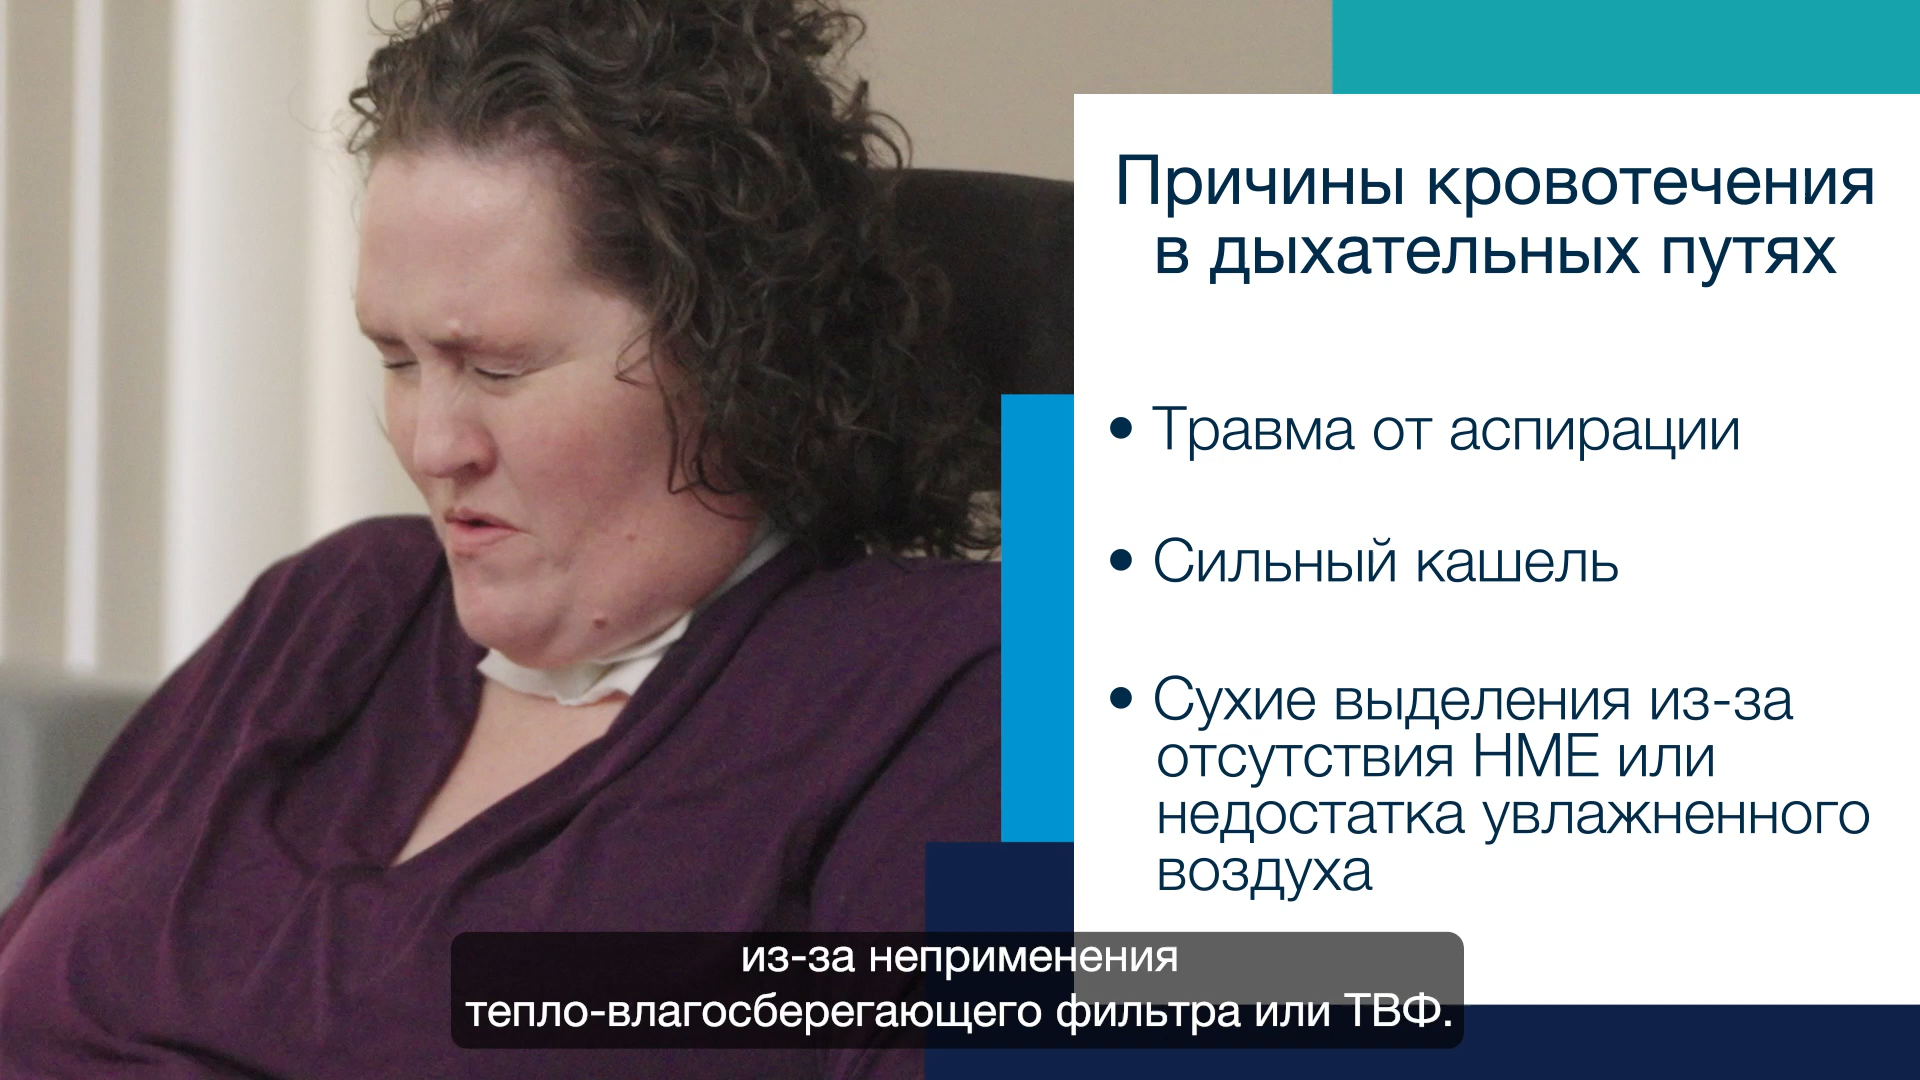 Причины кровотечения
в дыхательных путях
• Травма от аспирации
• Сильный кашель
• Сухие выделения из-за
отсутствия HME или
недостатка увлажненного
воздуха
из-за неприменения
тепло-влагосберегающего фильтра или ТВФ.